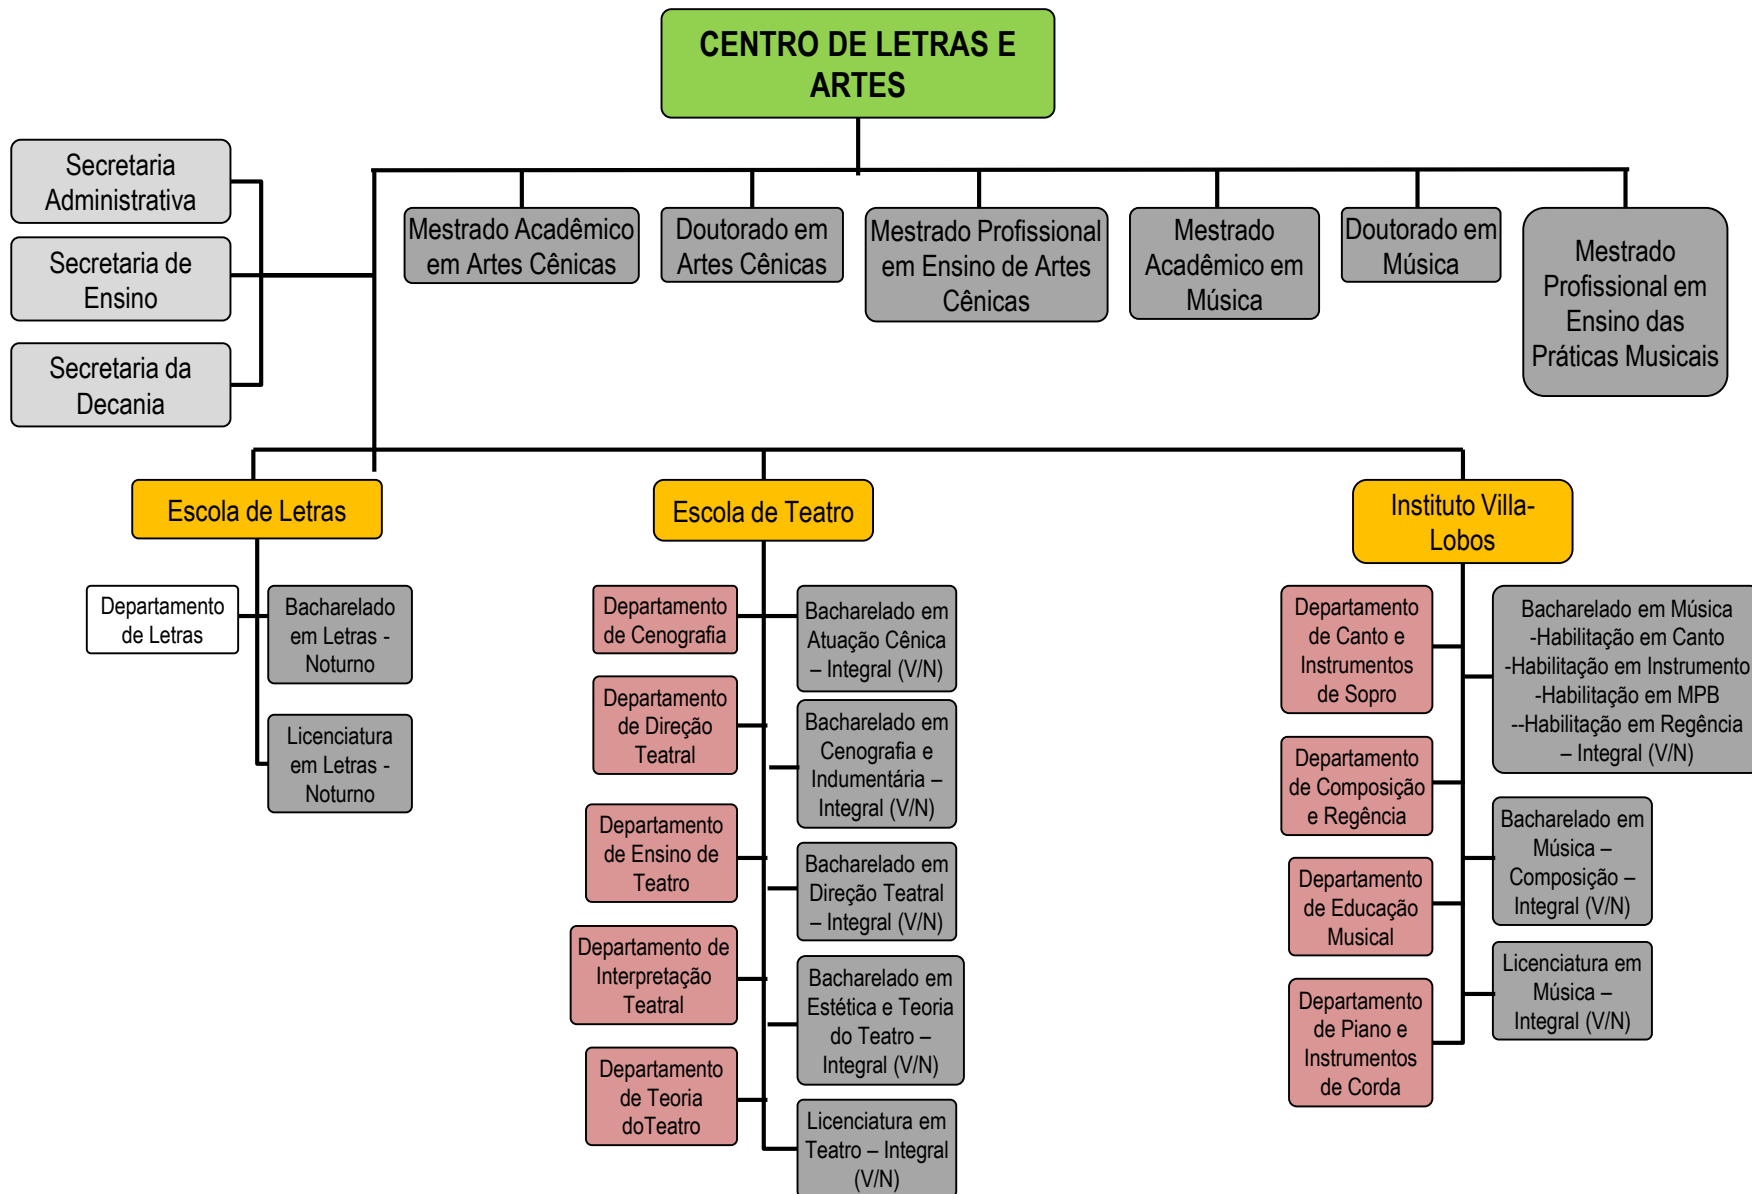 CENTRO DE LETRAS E
ARTES
Secretaria
Administrativa
Secretaria de
Ensino
Secretaria da
Decania
Mestrado Acadêmico
em Artes Cênicas
Doutorado em
Artes Cênicas
Mestrado Profissional
em Ensino de Artes
Cênicas
Mestrado
Acadêmico em
Música
Doutorado em
Música
Mestrado
Profissional em
Ensino das
Práticas Musicais
Escola de Letras
Departamento
de Letras
Bacharelado
em Letras -
Noturno
Licenciatura
em Letras -
Noturno
Escola de Teatro
Departamento
de Cenografia
Departamento
de Direção
Teatral
Departamento
de Ensino de
Teatro
Departamento de
Interpretação
Teatral
Departamento
de Teoria
doTeatro
Bacharelado em
Atuação Cênica
– Integral (V/N)
Bacharelado em
Cenografia e
Indumentária –
Integral (V/N)
Bacharelado em
Direção Teatral
– Integral (V/N)
Bacharelado em
Estética e Teoria
do Teatro –
Integral (V/N)
Licenciatura em
Teatro – Integral
(V/N)
Instituto Villa-
Lobos
Departamento
de Canto e
Instrumentos
de Sopro
Departamento
de Composição
e Regência
Departamento
de Educação
Musical
Departamento
de Piano e
Instrumentos
de Corda
Bacharelado em Música
-Habilitação em Canto
-Habilitação em Instrumento
-Habilitação em MPB
--Habilitação em Regência
– Integral (V/N)
Bacharelado em
Música –
Composição –
Integral (V/N)
Licenciatura em
Música –
Integral (V/N)